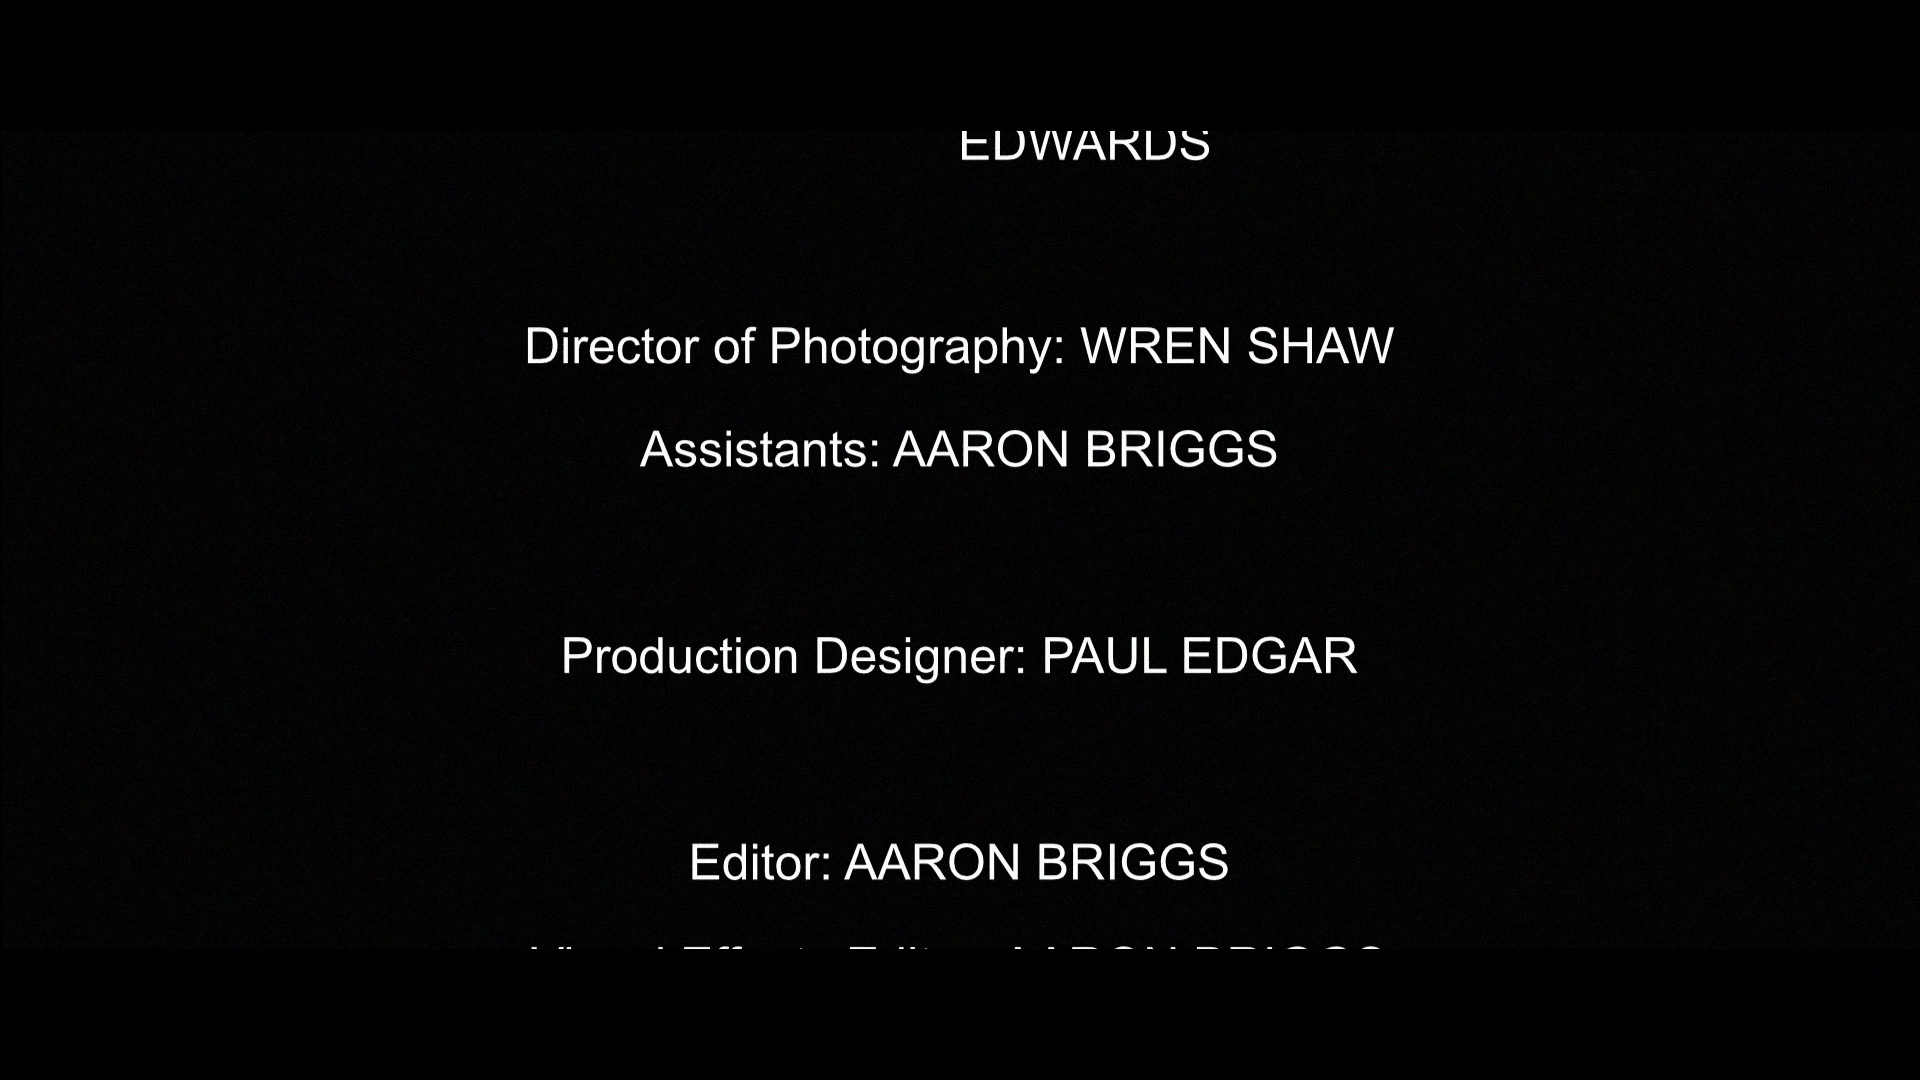 EDWARDS
Director of Photography: WREN SHAW
Assistants: AARON BRIGGS
Production Designer: PAUL EDGAR
Editor: AARON BRIGGS